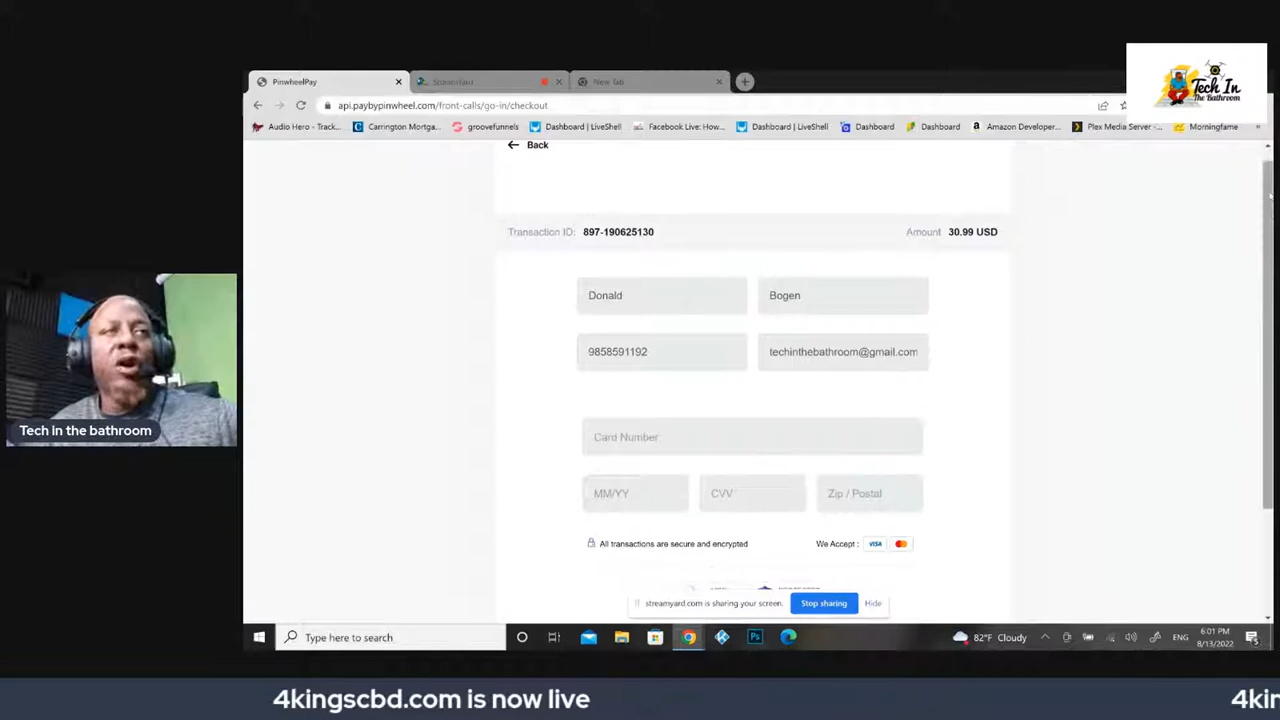 PinwheelPay
New Tab
Tech In
The Bathroom
api.paybypinwheel.com/front-calls/go-in/checkout
Audio Hero - Track...
Carrington Mortga...
groovefunnels
Dashboard | LiveShell
Facebook Live: How...
Dashboard | LiveShell
Dashboard
Dashboard
Amazon Developer...
Plex Media Server -...
Morningfame
»
Back
Transaction ID: 897-190625130
Amount 30.99 USD
Donald
Bogen
9858591192
techinthebathroom@gmail.com
Card Number
MM/YY
CVV
Zip / Postal
All transactions are secure and encrypted
We Accept :
VISA
streamyard.com is sharing your screen.
Stop sharing
Hide
Tech in the bathroom
Type here to search
Ps
82°F Cloudy
ENG
6:01 PM
8/13/2022
4kingscbd.com is now live
4kin